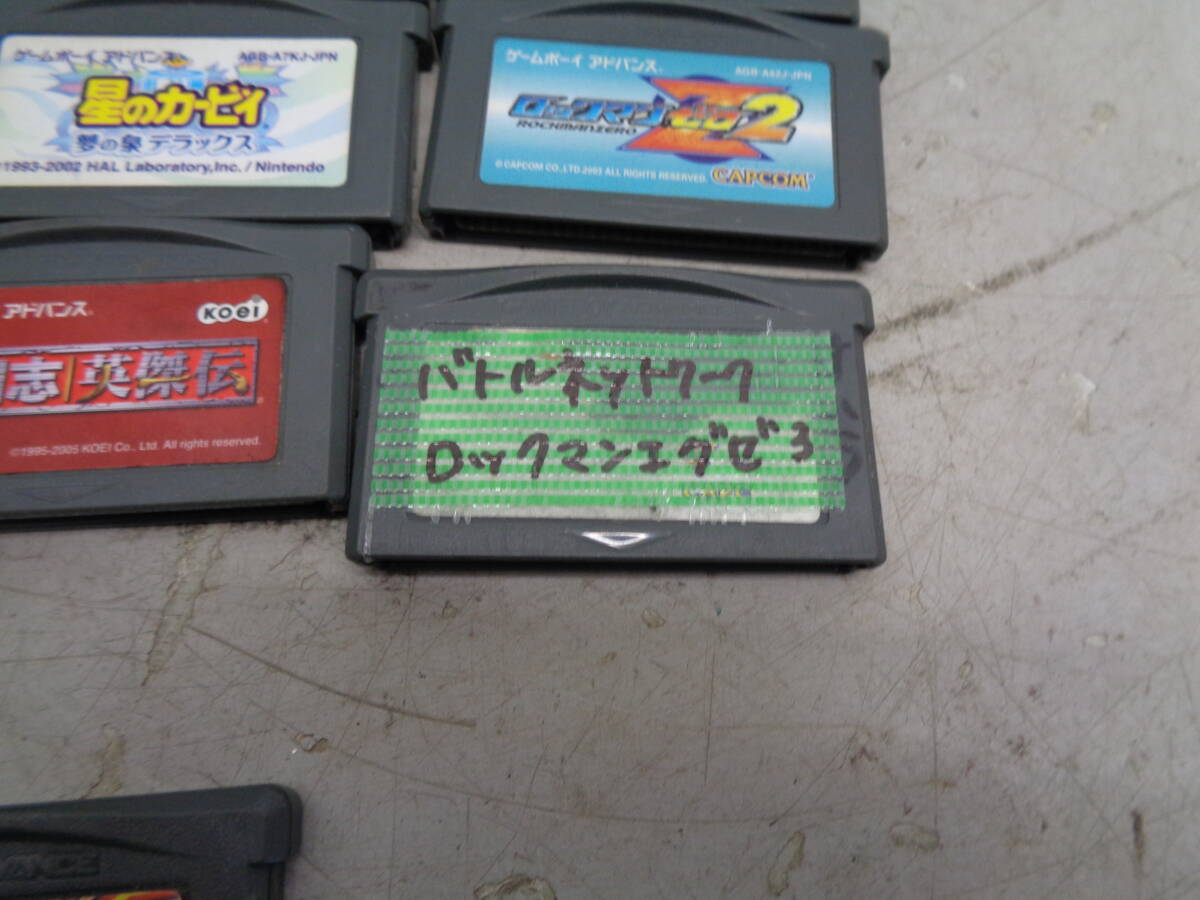 ゲームボーイ アドバンス
AGB-A7KJ-JPN
星のカービィ
夢の泉 デラックス
©1993-2002 HAL Laboratory,Inc. / Nintendo
ゲームボーイ アドバンス
ロックマン ゼロ2
ROCKMANZERO
©CAPCOM CO., LTD.2003 ALL RIGHTS RESERVED.
CAPCOM
アドバンス
KOEI
志 英傑伝
©1995-2005 KOEI Co., Ltd. All rights reserved.
バトルネットワーク
ロックマンエグゼ3
VANCE